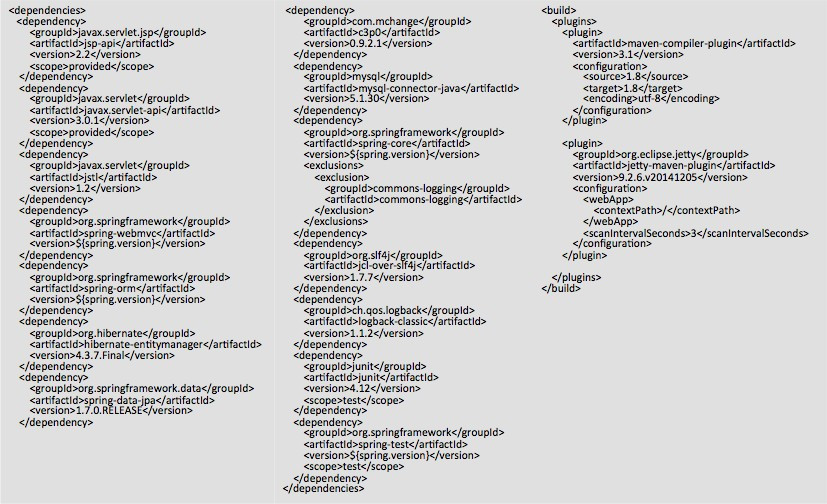 <dependencies>
<dependency>
<groupId>javax.servlet.jsp</groupId>
<artifactId>jsp-api</artifactId>
<version>2.2</version>
<scope>provided</scope>
</dependency>
<dependency>
<groupId>javax.servlet</groupId>
<artifactId>javax.servlet-api</artifactId>
<version>3.0.1</version>
<scope>provided</scope>
</dependency>
<dependency>
<groupId>javax.servlet</groupId>
<artifactId>jstl</artifactId>
<version>1.2</version>
</dependency>
<dependency>
<groupId>org.springframework</groupId>
<artifactId>spring-webmvc</artifactId>
<version>${spring.version}</version>
</dependency>
<dependency>
<groupId>org.springframework</groupId>
<artifactId>spring-orm</artifactId>
<version>${spring.version}</version>
</dependency>
<dependency>
<groupId>org.hibernate</groupId>
<artifactId>hibernate-entitymanager</artifactId>
<version>4.3.7.Final</version>
</dependency>
<dependency>
<groupId>org.springframework.data</groupId>
<artifactId>spring-data-jpa</artifactId>
<version>1.7.0.RELEASE</version>
</dependency>
<dependency>
<groupId>com.mchange</groupId>
<artifactId>c3p0</artifactId>
<version>0.9.2.1</version>
</dependency>
<dependency>
<groupId>mysql</groupId>
<artifactId>mysql-connector-java</artifactId>
<version>5.1.30</version>
</dependency>
<dependency>
<groupId>org.springframework</groupId>
<artifactId>spring-core</artifactId>
<version>${spring.version}</version>
<exclusions>
<exclusion>
<groupId>commons-logging</groupId>
<artifactId>commons-logging</artifactId>
</exclusion>
</exclusions>
</dependency>
<dependency>
<groupId>org.slf4j</groupId>
<artifactId>jcl-over-slf4j</artifactId>
<version>1.7.7</version>
</dependency>
<dependency>
<groupId>ch.qos.logback</groupId>
<artifactId>logback-classic</artifactId>
<version>1.1.2</version>
</dependency>
<dependency>
<groupId>junit</groupId>
<artifactId>junit</artifactId>
<version>4.12</version>
<scope>test</scope>
</dependency>
<dependency>
<groupId>org.springframework</groupId>
<artifactId>spring-test</artifactId>
<version>${spring.version}</version>
<scope>test</scope>
</dependency>
</dependencies>
<build>
<plugins>
<plugin>
<artifactId>maven-compiler-plugin</artifactId>
<version>3.1</version>
<configuration>
<source>1.8</source>
<target>1.8</target>
<encoding>utf-8</encoding>
</configuration>
</plugin>
<plugin>
<groupId>org.eclipse.jetty</groupId>
<artifactId>jetty-maven-plugin</artifactId>
<version>9.2.6.v20141205</version>
<configuration>
<webApp>
<contextPath>/</contextPath>
</webApp>
<scanIntervalSeconds>3</scanIntervalSeconds>
</configuration>
</plugin>
</plugins>
</build>